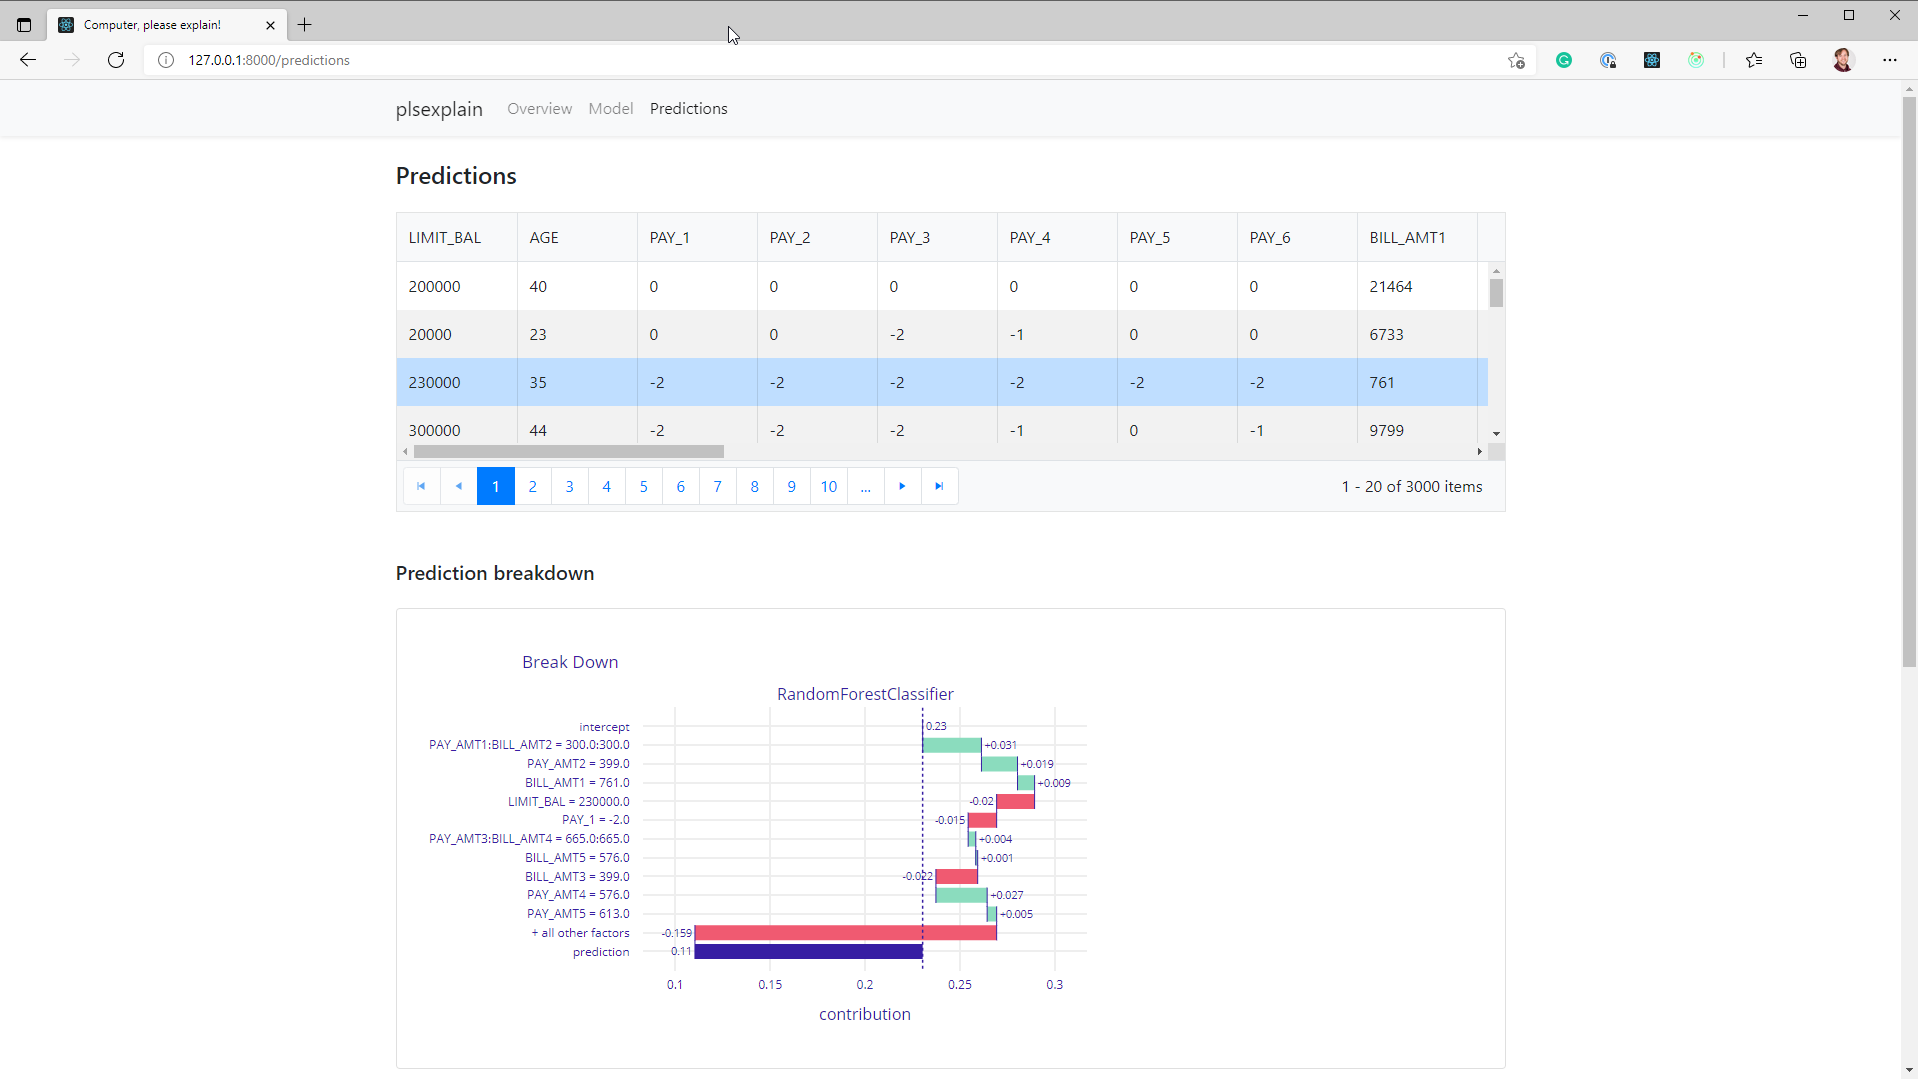 Computer, please explain!
127.0.0.1:8000/predictions
plsexplain Overview Model Predictions
Predictions
LIMIT_BAL AGE PAY_1 PAY_2 PAY_3 PAY_4 PAY_5 PAY_6 BILL_AMT1
200000 40 0 0 0 0 0 0 21464
20000 23 0 0 -2 -1 0 0 6733
230000 35 -2 -2 -2 -2 -2 -2 761
300000 44 -2 -2 -2 -1 0 -1 9799
1 2 3 4 5 6 7 8 9 10 ... 1 - 20 of 3000 items
Prediction breakdown
Break Down
RandomForestClassifier
intercept 0.23
PAY_AMT1:BILL_AMT2 = 300.0:300.0 +0.031
PAY_AMT2 = 399.0 +0.019
BILL_AMT1 = 761.0 +0.009
LIMIT_BAL = 230000.0 -0.02
PAY_1 = -2.0 -0.015
PAY_AMT3:BILL_AMT4 = 665.0:665.0 +0.004
BILL_AMT5 = 576.0 +0.001
BILL_AMT3 = 399.0 -0.022
PAY_AMT4 = 576.0 +0.027
PAY_AMT5 = 613.0 +0.005
+ all other factors -0.159
prediction 0.11
0.1 0.15 0.2 0.25 0.3
contribution